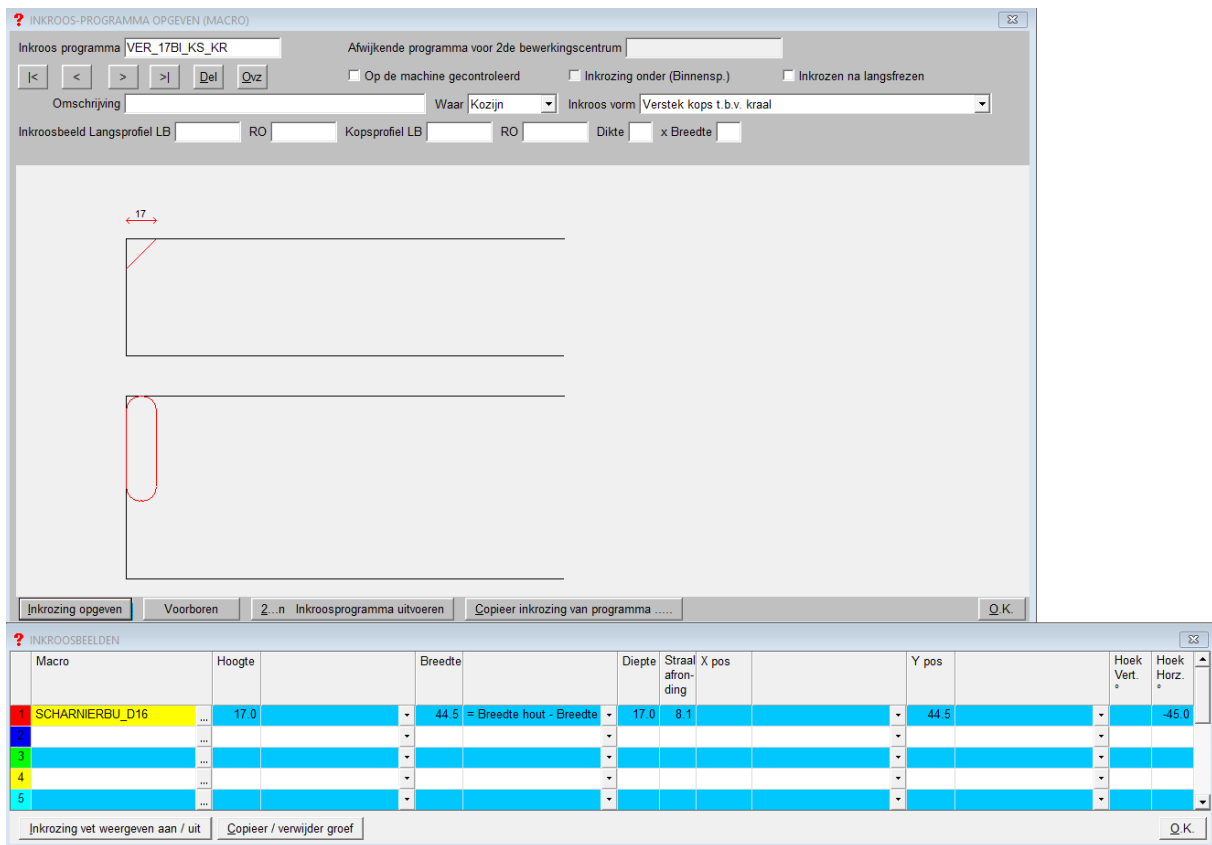 ? INKROOS-PROGRAMMA OPGEVEN (MACRO)
Inkroos programma VER_17BI_KS_KR Afwijkende programma voor 2de bewerkingscentrum
|< < > >| Del Ovz Op de machine gecontroleerd Inkrozing onder (Binnensp.) Inkrozen na langsfrezen
Omschrijving Waar Kozijn Inkroos vorm Verstek kops t.b.v. kraal
Inkroosbeeld Langsprofiel LB RO Kopsprofiel LB RO Dikte x Breedte
17
Inkrozing opgeven Voorboren 2...n Inkroosprogramma uitvoeren Copieer inkrozing van programma ..... O.K.
? INKROOSBEELDEN
Macro Hoogte Breedte Diepte Straal afron- ding X pos Y pos Hoek Vert. ° Hoek Horz. °
1 SCHARNIERBU_D16 ... 17.0 44.5 = Breedte hout - Breedte 17.0 8.1 44.5 -45.0
2 ...
3 ...
4 ...
5 ...
Inkrozing vet weergeven aan / uit Copieer / verwijder groef O.K.